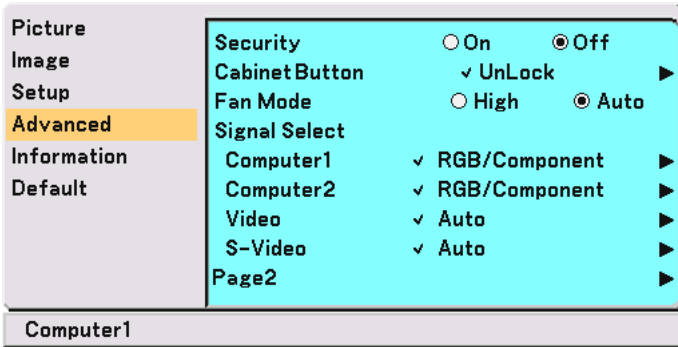 Picture
Image
Setup
Advanced
Information
Default
Security On Off
Cabinet Button UnLock
Fan Mode High Auto
Signal Select
Computer1 RGB/Component
Computer2 RGB/Component
Video Auto
S-Video Auto
Page2
Computer1